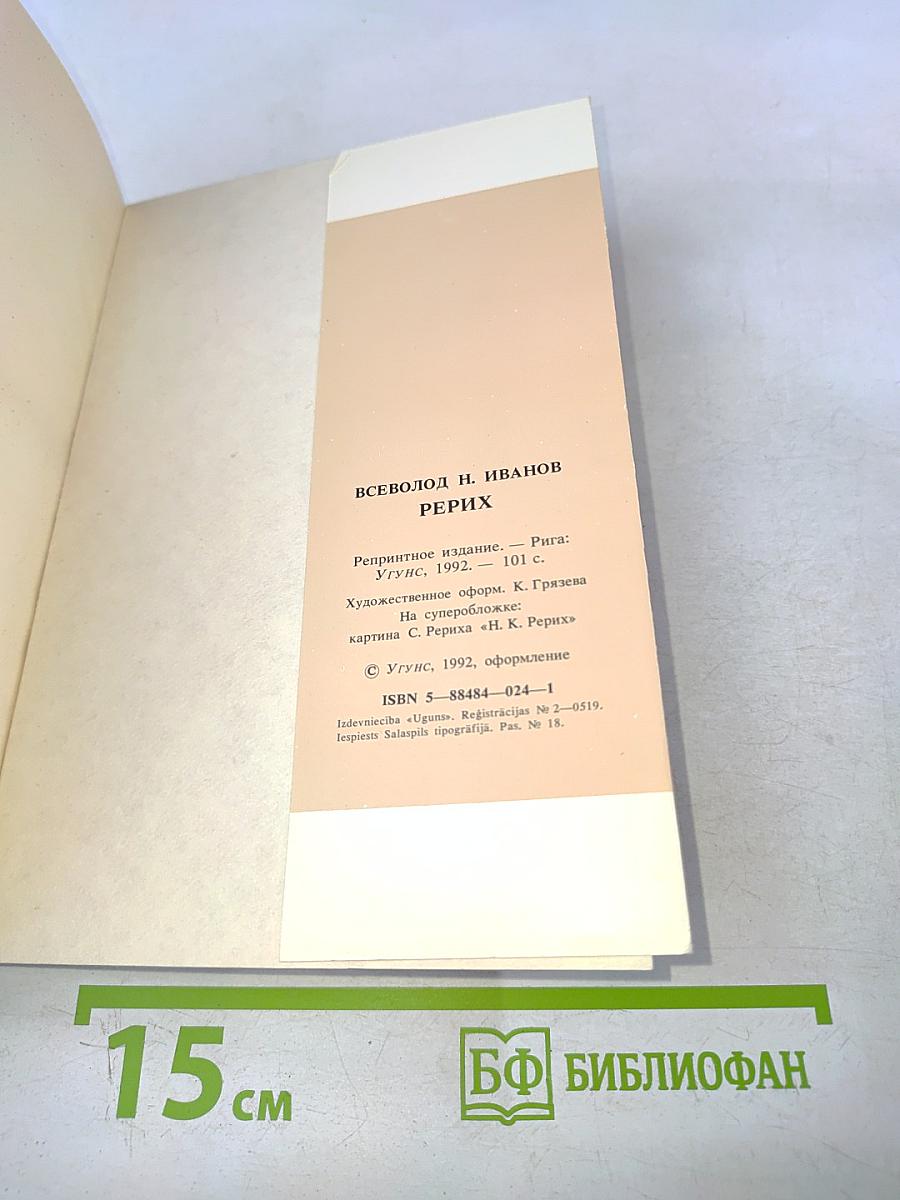 ВСЕВОЛОД Н. ИВАНОВ
РЕРИХ
Репринтное издание. — Рига:
Угунс, 1992. — 101 с.
Художественное оформ. К. Грязева
На суперобложке:
картина С. Рериха «Н. К. Рерих»
© Угунс, 1992, оформление
ISBN 5—88484—024—1
Izdevniecība «Uguns». Reģistrācijas № 2—0519.
Iespiests Salaspils tipogrāfijā. Pas. № 18.
15 см
БФ БИБЛИОФАН